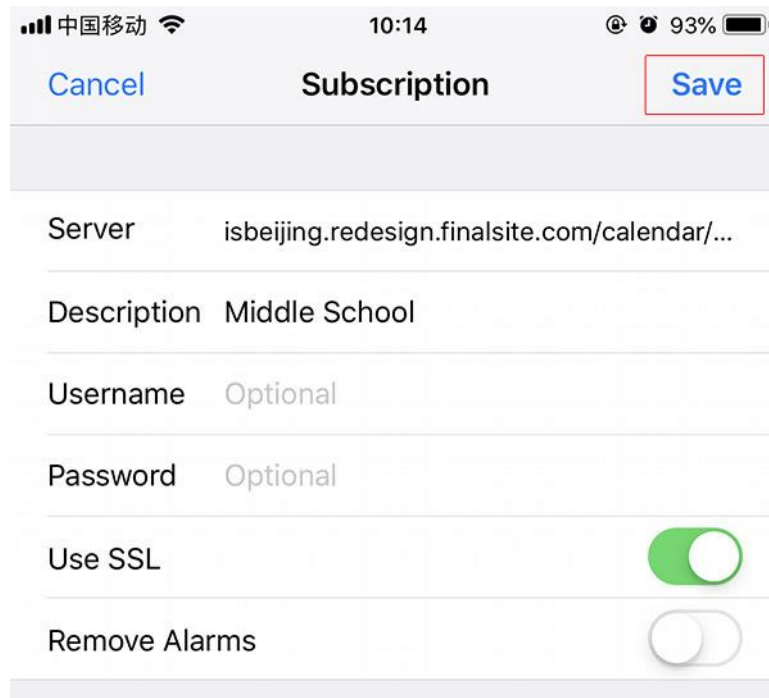 中国移动 10:14 93%
Cancel Subscription Save
Server isbeijing.redesign.finalsite.com/calendar/...
Description Middle School
Username Optional
Password Optional
Use SSL
Remove Alarms